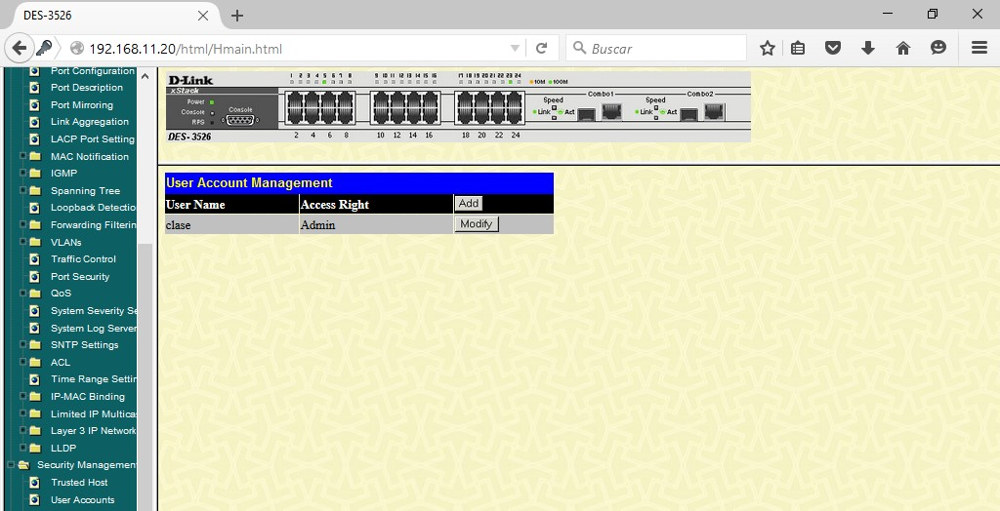 DES-3526
192.168.11.20/html/Hmain.html
Buscar
Port Configuration
Port Description
Port Mirroring
Link Aggregation
LACP Port Setting
MAC Notification
IGMP
Spanning Tree
Loopback Detectio
Forwarding Filterin
VLANs
Traffic Control
Port Security
QoS
System Severity Se
System Log Server
SNTP Settings
ACL
Time Range Settin
IP-MAC Binding
Limited IP Multica
Layer 3 IP Network
LLDP
Security Managemen
Trusted Host
User Accounts
D-Link
xStack
Power
Console
RPS
Console
DES-3526
1 2 3 4 5 6 7 8
9 10 11 12 13 14 15 16
17 18 19 20 21 22 23 24
10M 100M
2 4 6 8
10 12 14 16
18 20 22 24
Combo1
Speed
Link Act
Combo2
Speed
Link Act
User Account Management
User Name Access Right Add
clase Admin Modify